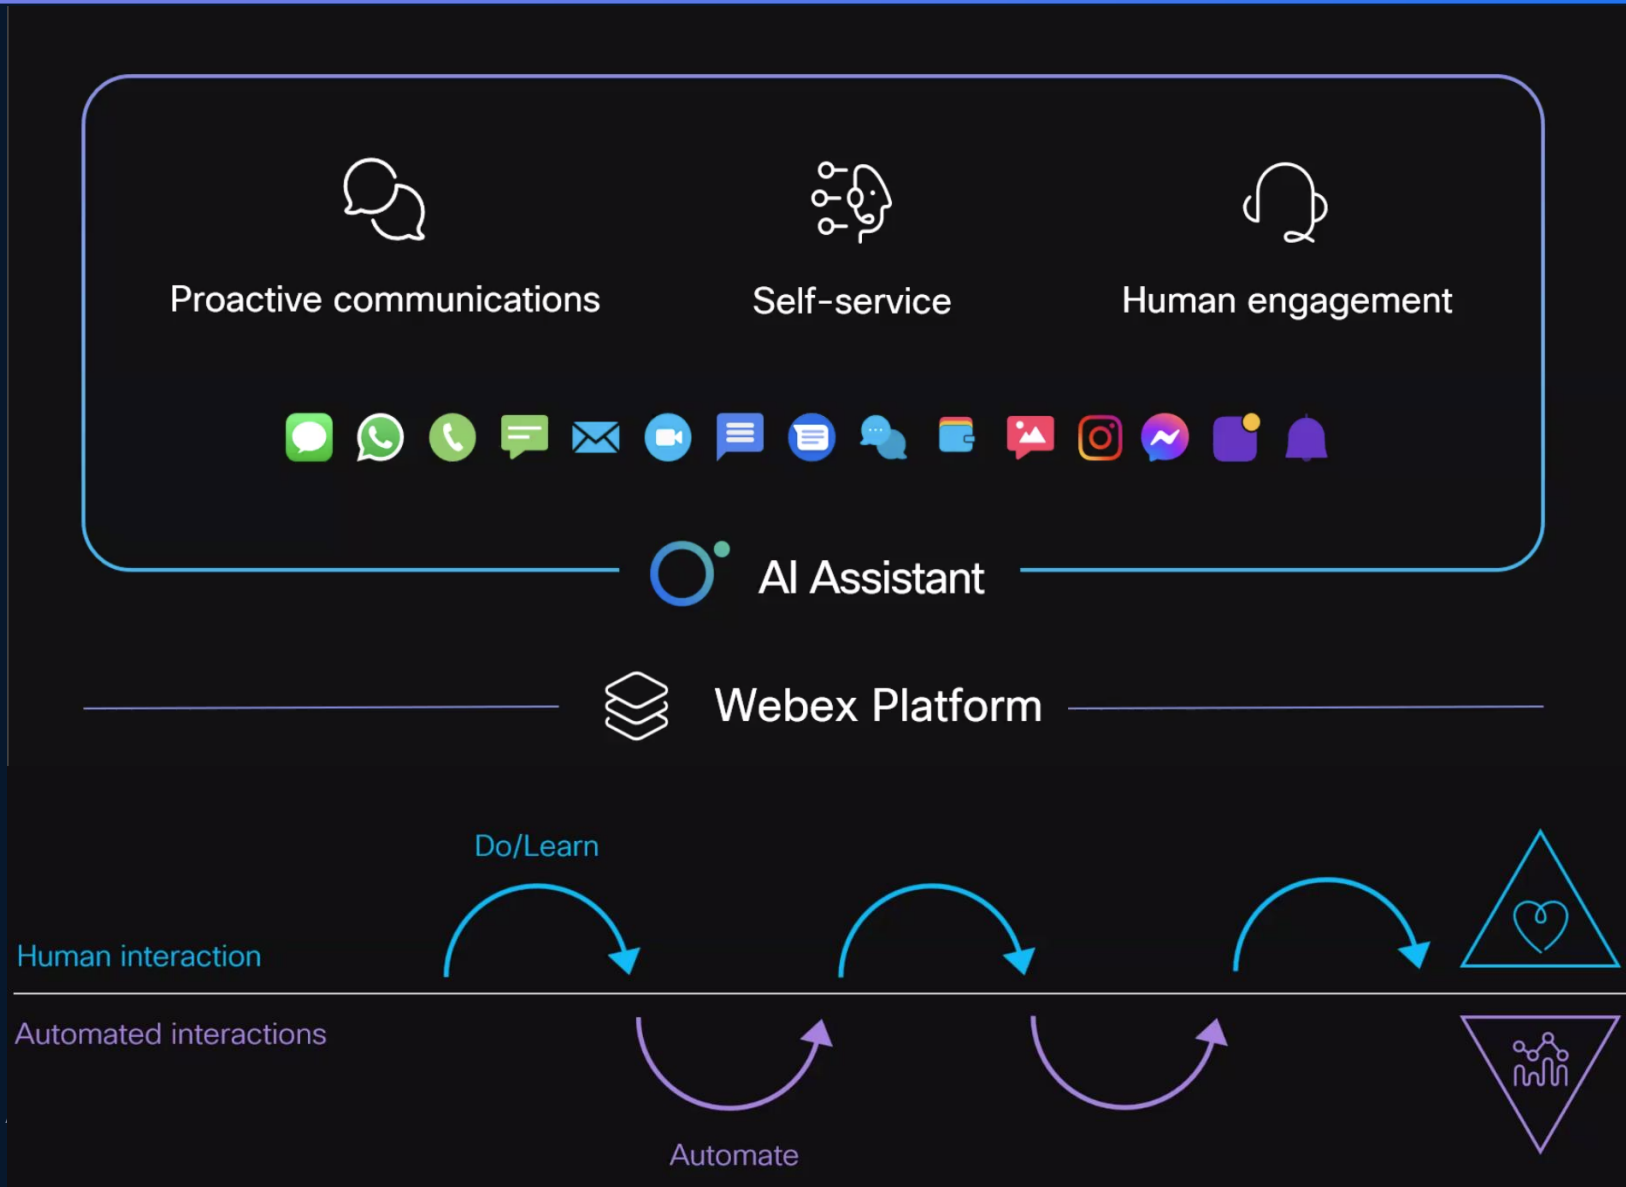 Proactive communications
Self-service
Human engagement
AI Assistant
Webex Platform
Do/Learn
Human interaction
Automated interactions
Automate